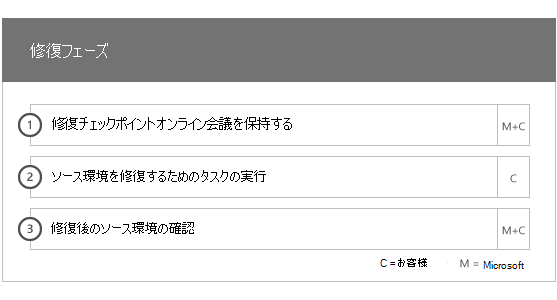 修復フェーズ
1 修復チェックポイントオンライン会議を保持する M+C
2 ソース環境を修復するためのタスクの実行 C
3 修復後のソース環境の確認 M+C
C =お客様 M = Microsoft